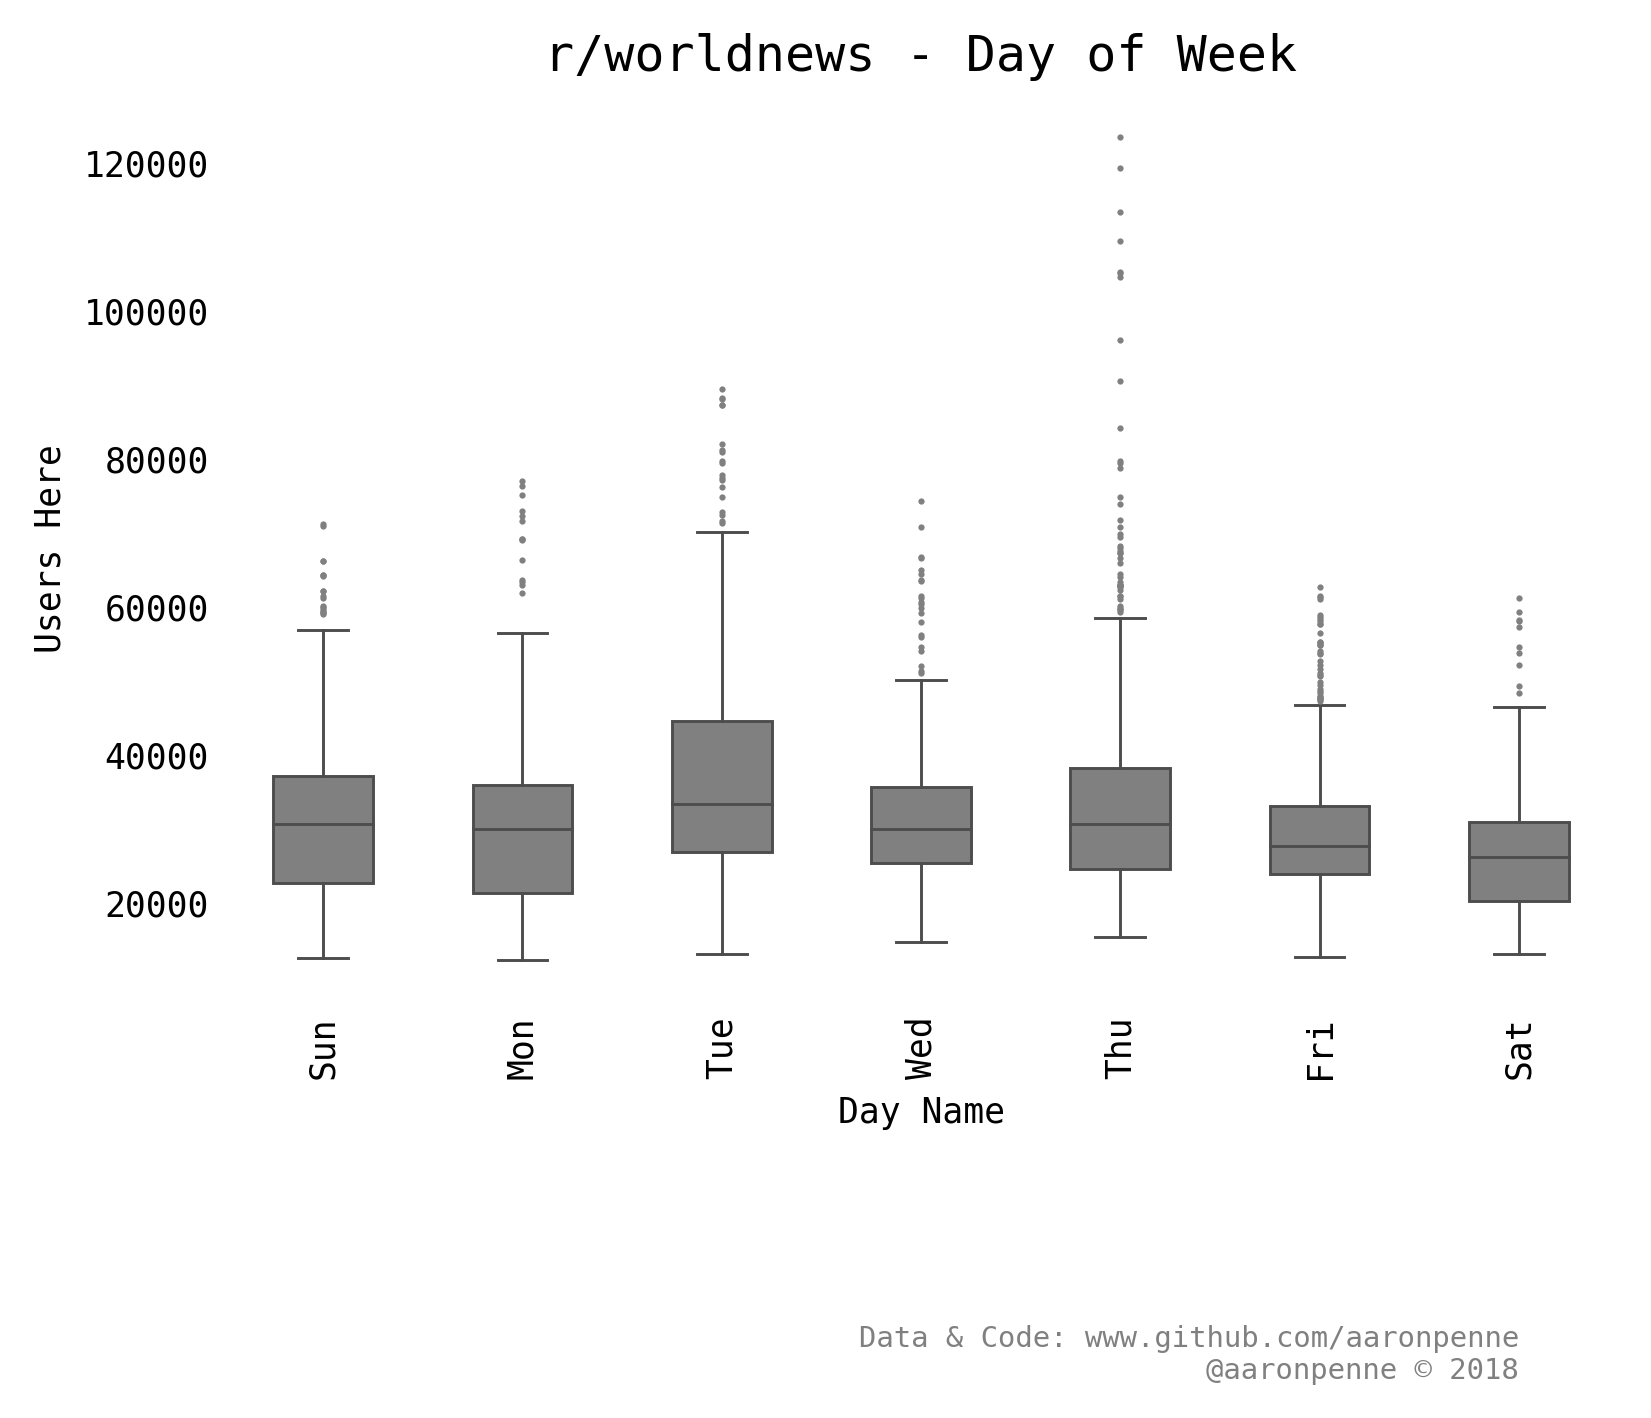 r/worldnews - Day of Week
120000
100000
80000
60000
40000
20000
Users Here
Sun
Mon
Tue
Wed
Thu
Fri
Sat
Day Name
Data & Code: www.github.com/aaronpenne
@aaronpenne © 2018